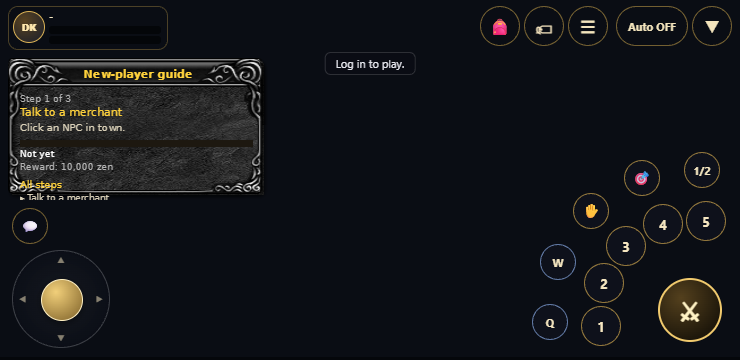 DK
-
Auto OFF
Log in to play.
New-player guide
Step 1 of 3
Talk to a merchant
Click an NPC in town.
Not yet
Reward: 10,000 zen
All steps
▸ Talk to a merchant
1/2
5
4
3
W
2
Q
1